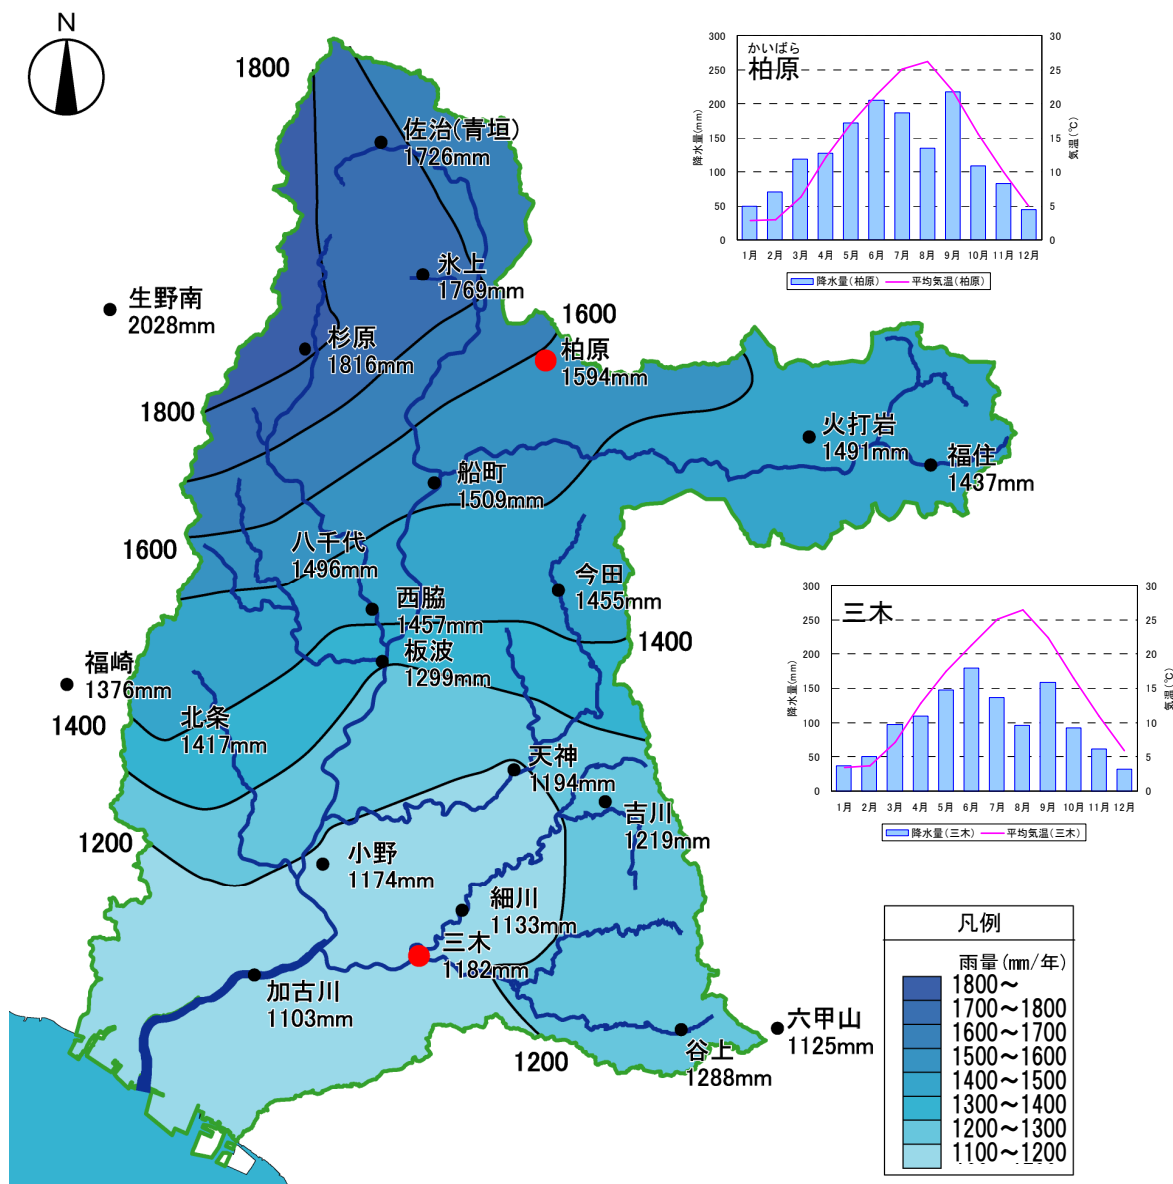 N
1800
佐治(青垣)
1726mm
氷上
1769mm
生野南
2028mm
杉原
1816mm
1600
柏原
1594mm
1800
火打岩
1491mm
福住
1437mm
船町
1509mm
1600
八千代
1496mm
今田
1455mm
西脇
1457mm
1400
板波
1299mm
福崎
1376mm
1400
北条
1417mm
天神
1194mm
吉川
1219mm
1200
小野
1174mm
細川
1133mm
三木
1182mm
加古川
1103mm
六甲山
1125mm
谷上
1288mm
1200
かいばら
柏原
降水量(mm)
気温(℃)
300
250
200
150
100
50
0
30
25
20
15
10
5
0
1月 2月 3月 4月 5月 6月 7月 8月 9月 10月 11月 12月
降水量(柏原) 平均気温(柏原)
三木
降水量(mm)
気温(℃)
300
250
200
150
100
50
0
30
25
20
15
10
5
0
1月 2月 3月 4月 5月 6月 7月 8月 9月 10月 11月 12月
降水量(三木) 平均気温(三木)
凡例
雨量(mm/年)
1800～
1700～1800
1600～1700
1500～1600
1400～1500
1300～1400
1200～1300
1100～1200